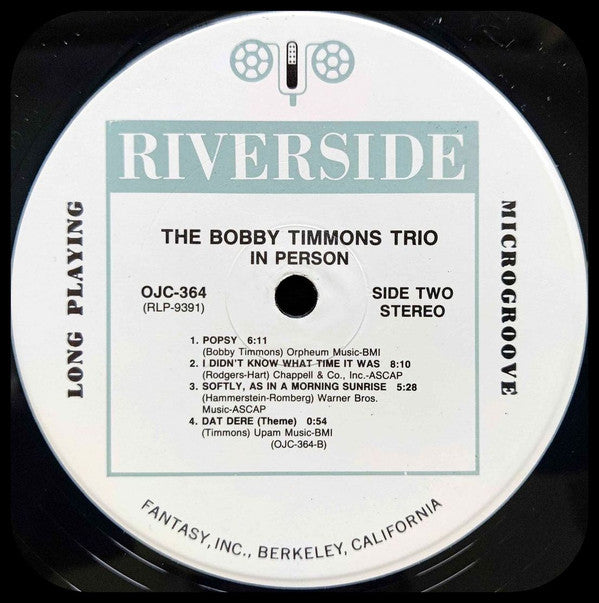 RIVERSIDE
LONG PLAYING
MICROGROOVE
THE BOBBY TIMMONS TRIO
IN PERSON
OJC-364
(RLP-9391)
SIDE TWO
STEREO
1. POPSY 6:11
(Bobby Timmons) Orpheum Music-BMI
2. I DIDN'T KNOW WHAT TIME IT WAS 8:10
(Rodgers-Hart) Chappell & Co., Inc.-ASCAP
3. SOFTLY, AS IN A MORNING SUNRISE 5:28
(Hammerstein-Romberg) Warner Bros.
Music-ASCAP
4. DAT DERE (Theme) 0:54
(Timmons) Upam Music-BMI
(OJC-364-B)
FANTASY, INC., BERKELEY, CALIFORNIA